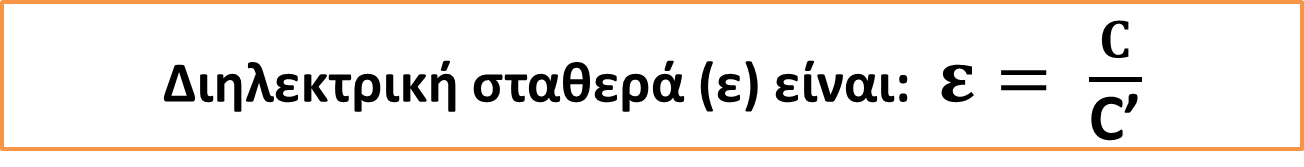 Διηλεκτρική σταθερά (ε) είναι: ε = C/C’